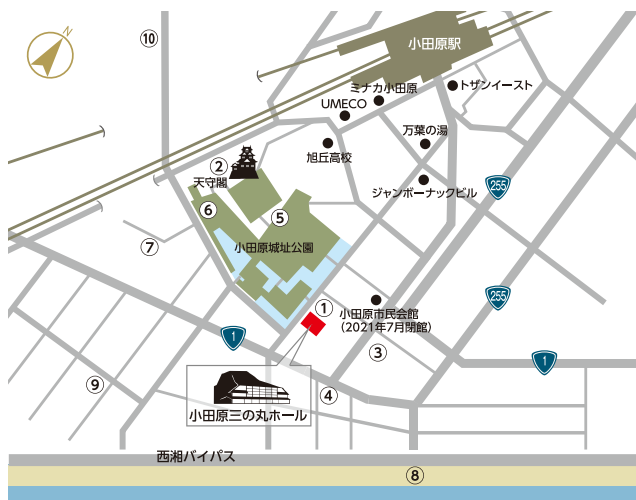 N
⑩
小田原駅
ミナカ小田原
トザンイースト
UMECO
旭丘高校
万葉の湯
②
天守閣
ジャンボーナックビル
255
⑥
⑤
⑦
小田原城址公園
255
①
小田原市民会館
(2021年7月閉館)
1
③
1
⑨
④
小田原三の丸ホール
西湘バイパス
⑧